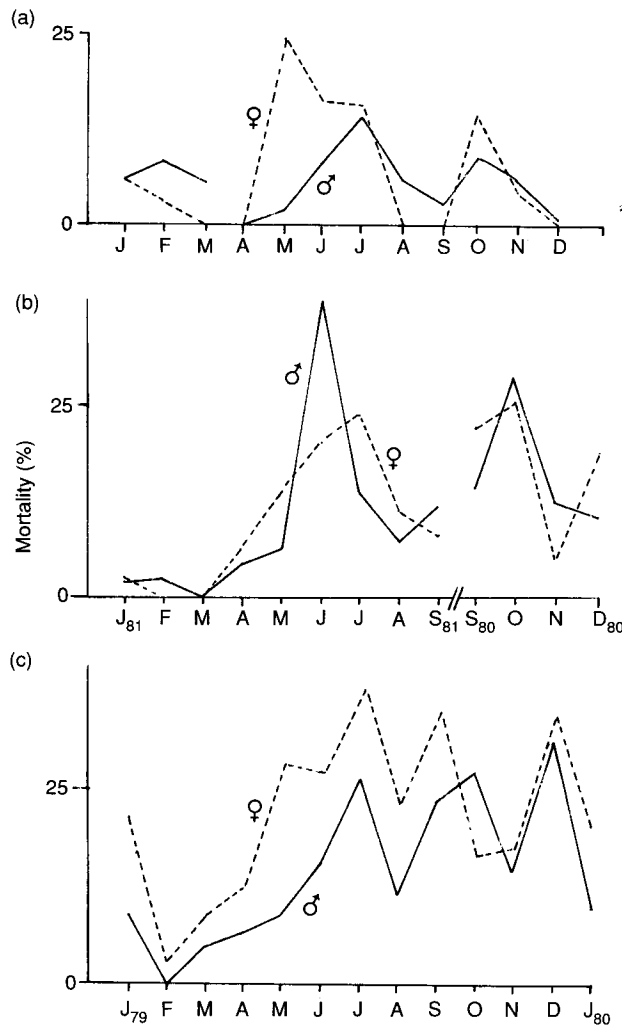 (a)
25
♀
♂
0
J F M A M J J A S O N D
(b)
♂
25
♀
Mortality (%)
0
J81 F M A M J J A S81 S80 O N D80
(c)
25
♀
♂
0
J79 F M A M J J A S O N D J80